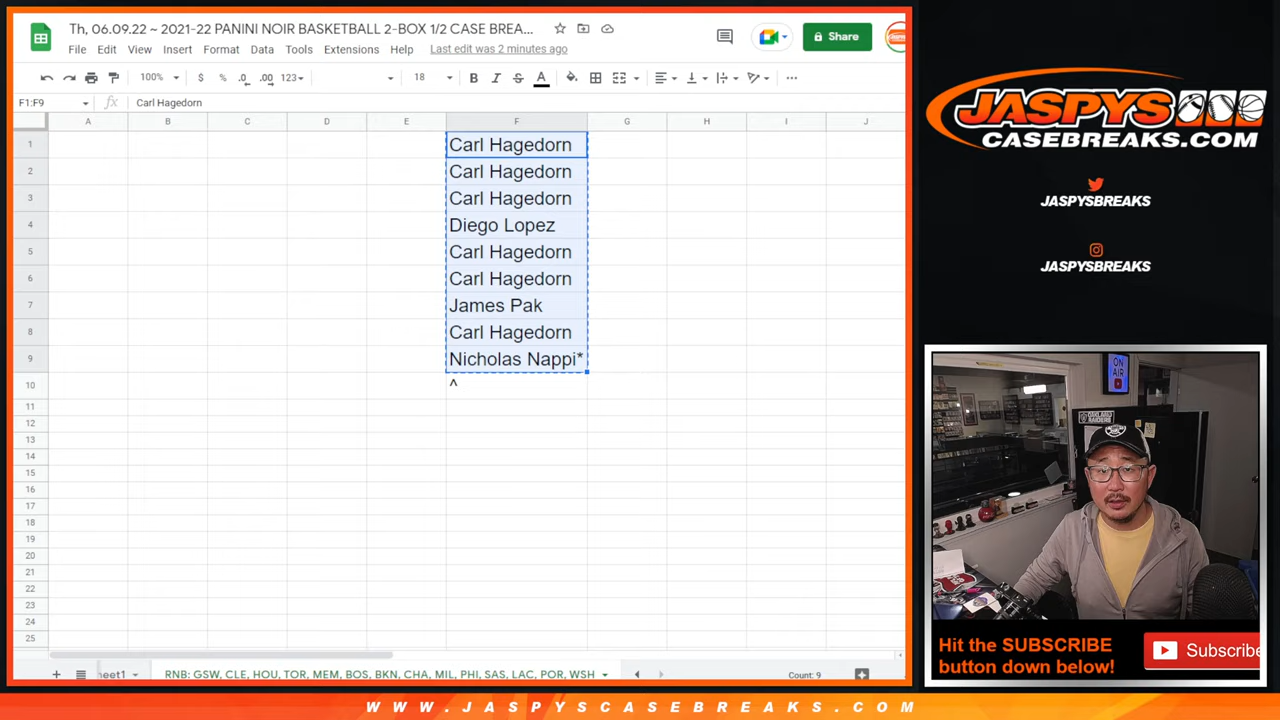 Th, 06.09.22 ~ 2021-22 PANINI NOIR BASKETBALL 2-BOX 1/2 CASE BREA...
File Edit View Insert Format Data Tools Extensions Help Last edit was 2 minutes ago
Share
100% $ % .0 .00 123 18 B I S A
F1:F9 fx Carl Hagedorn
A B C D E F G H I J
1 Carl Hagedorn
2 Carl Hagedorn
3 Carl Hagedorn
4 Diego Lopez
5 Carl Hagedorn
6 Carl Hagedorn
7 James Pak
8 Carl Hagedorn
9 Nicholas Nappi*
10 ^
11
12
13
14
15
16
17
18
19
20
21
22
23
24
25
+ heet1 RNB: GSW, CLE, HOU, TOR, MEM, BOS, BKN, CHA, MIL, PHI, SAS, LAC, POR, WSH Count: 9
JASPYS
CASEBREAKS.COM
JASPYSBREAKS
JASPYSBREAKS
ON
AIR
Hit the SUBSCRIBE
button down below!
Subscribe
WWW.JASPYSCASEBREAKS.COM